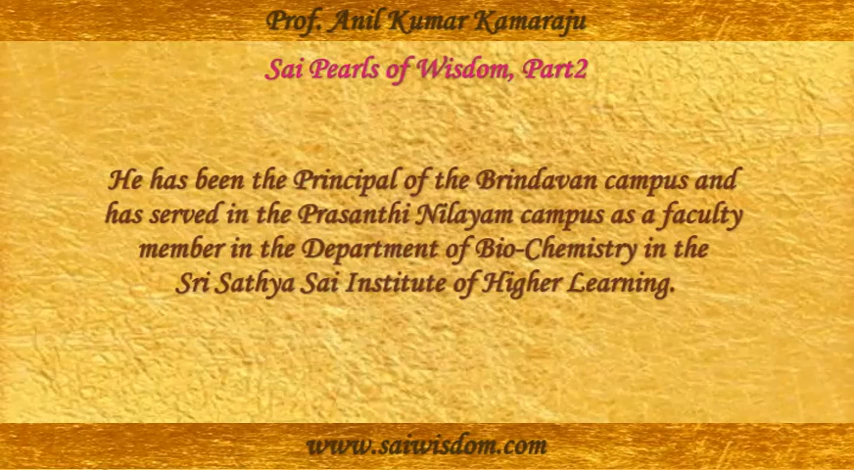 Prof. Anil Kumar Kamaraju
Sai Pearls of Wisdom, Part2
He has been the Principal of the Brindavan campus and
has served in the Prasanthi Nilayam campus as a faculty
member in the Department of Bio-Chemistry in the
Sri Sathya Sai Institute of Higher Learning.
www.saiwisdom.com